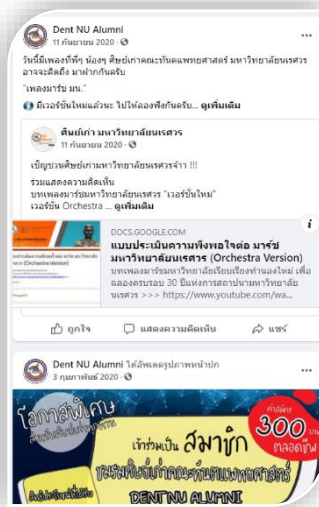 Dent NU Alumni
11 กันยายน 2020
วันนี้มีเพลงที่พี่ๆ น้องๆ ศิษย์เก่าคณะทันตแพทยศาสตร์ มหาวิทยาลัยนเรศวร
อาจจะคิดถึง มาฝากกันครับ
"เพลงมาร์ช มน."
มีเวอร์ชั่นใหม่แล้วนะ ไปให้ลองฟังกันครับ... ดูเพิ่มเติม
ศิษย์เก่า มหาวิทยาลัยนเรศวร
11 กันยายน 2020
เชิญชวนศิษย์เก่ามหาวิทยาลัยนเรศวรจ้าา !!!
ร่วมแสดงความคิดเห็น
บทเพลงมาร์ชมหาวิทยาลัยนเรศวร "เวอร์ชั่นใหม่"
เวอร์ชั่น Orchestra ... ดูเพิ่มเติม
DOCS.GOOGLE.COM
แบบประเมินความพึงพอใจต่อ มาร์ช
มหาวิทยาลัยนเรศวร (Orchestra Version)
บทเพลงมาร์ชมหาวิทยาลัยเรียบเรียงทำนองใหม่ เพื่อ
ฉลองครบรอบ 30 ปีแห่งการสถาปนามหาวิทยาลัย
นเรศวร >>> https://www.youtube.com/wa...
ถูกใจ แสดงความคิดเห็น แชร์
Dent NU Alumni ได้อัพเดตรูปภาพหน้าปก
3 กุมภาพันธ์ 2020
โอกาสพิเศษ
ค่าสมัคร
300 บาท
ตลอดชีพ
เข้าร่วมเป็น สมาชิก
ชมรมศิษย์เก่าคณะทันตแพทยศาสตร์
DENT NU ALUMNI